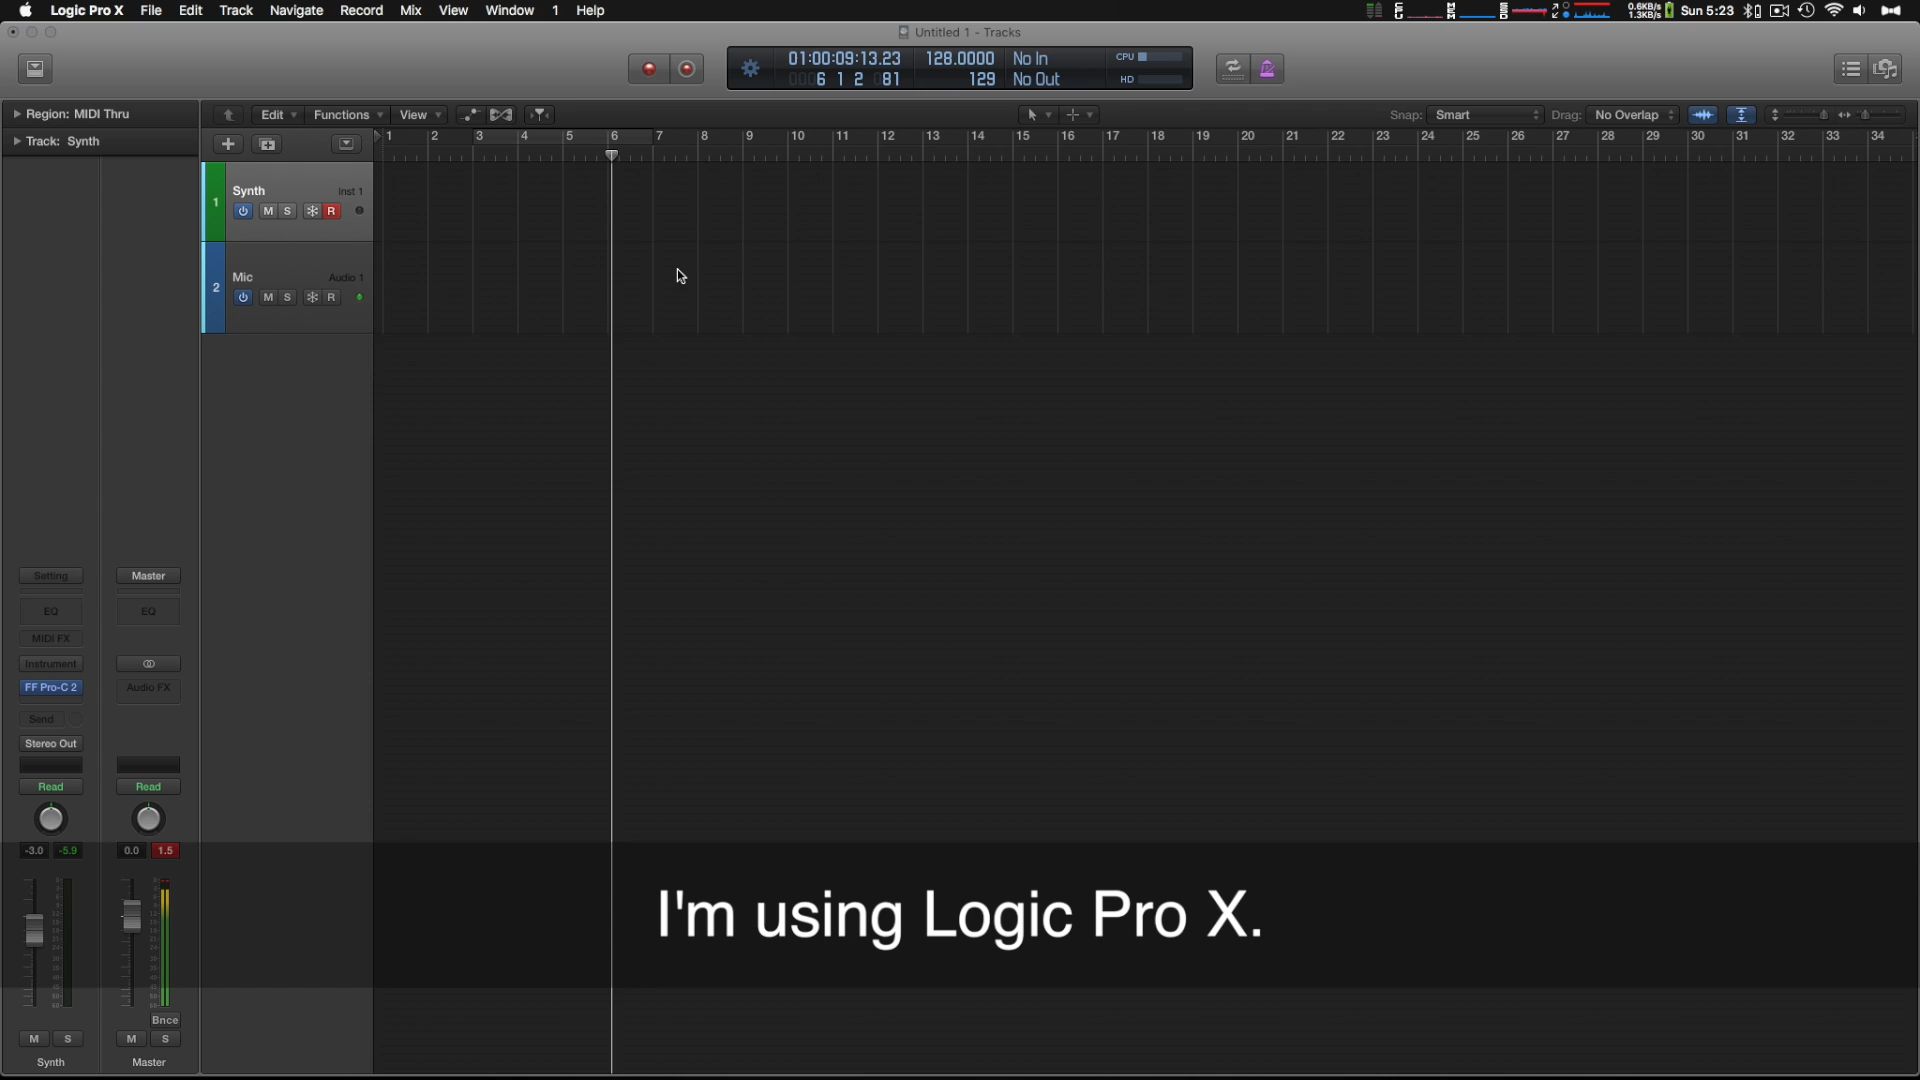 Logic Pro X File Edit Track Navigate Record Mix View Window 1 Help
0.6KB/s
1.3KB/s
Sun 5:23
Untitled 1 - Tracks
01:00:09:13.23 128.0000 No In CPU
0006 1 2 081 129 No Out HD
Region: MIDI Thru
Edit Functions View
Snap: Smart Drag: No Overlap
Track: Synth
1 2 3 4 5 6 7 8 9 10 11 12 13 14 15 16 17 18 19 20 21 22 23 24 25 26 27 28 29 30 31 32 33 34
1 Synth Inst 1
M S R
2 Mic Audio 1
M S R
Setting Master
EQ EQ
MIDI FX
Instrument
FF Pro-C 2 Audio FX
Send
Stereo Out
Read Read
-3.0 -5.9 0.0 1.5
I'm using Logic Pro X.
Bnce
M S M S
Synth Master